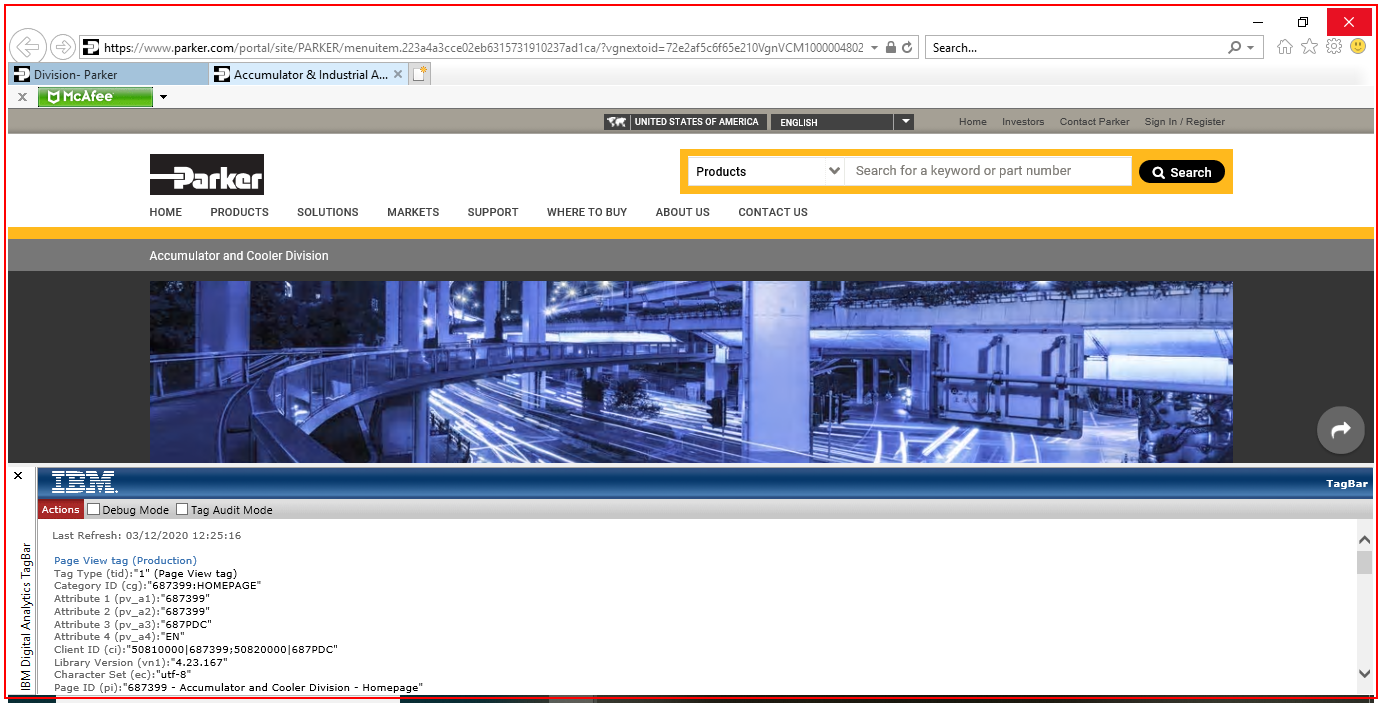 https://www.parker.com/portal/site/PARKER/menuitem.223a4a3cce02eb6315731910237ad1ca/?vgnextoid=72e2af5c6f65e210VgnVCM1000004802
Search...
Division- Parker
Accumulator & Industrial A...
x McAfee
UNITED STATES OF AMERICA ENGLISH Home Investors Contact Parker Sign In / Register
Parker
Products Search for a keyword or part number Search
HOME PRODUCTS SOLUTIONS MARKETS SUPPORT WHERE TO BUY ABOUT US CONTACT US
Accumulator and Cooler Division
IBM. TagBar
Actions Debug Mode Tag Audit Mode
IBM Digital Analytics TagBar
Last Refresh: 03/12/2020 12:25:16
Page View tag (Production)
Tag Type (tid):"1" (Page View tag)
Category ID (cg):"687399:HOMEPAGE"
Attribute 1 (pv_a1):"687399"
Attribute 2 (pv_a2):"687399"
Attribute 3 (pv_a3):"687PDC"
Attribute 4 (pv_a4):"EN"
Client ID (ci):"50810000|687399;50820000|687PDC"
Library Version (vn1):"4.23.167"
Character Set (ec):"utf-8"
Page ID (pi):"687399 - Accumulator and Cooler Division - Homepage"